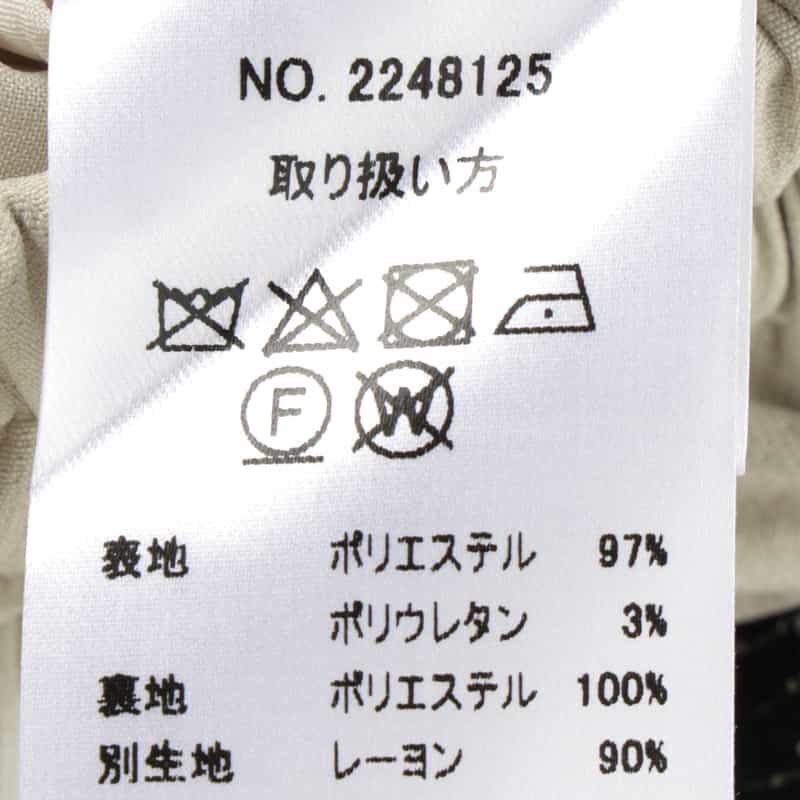 NO. 2248125
取り扱い方
F W
表地 ポリエステル 97%
ポリウレタン 3%
裏地 ポリエステル 100%
別生地 レーヨン 90%